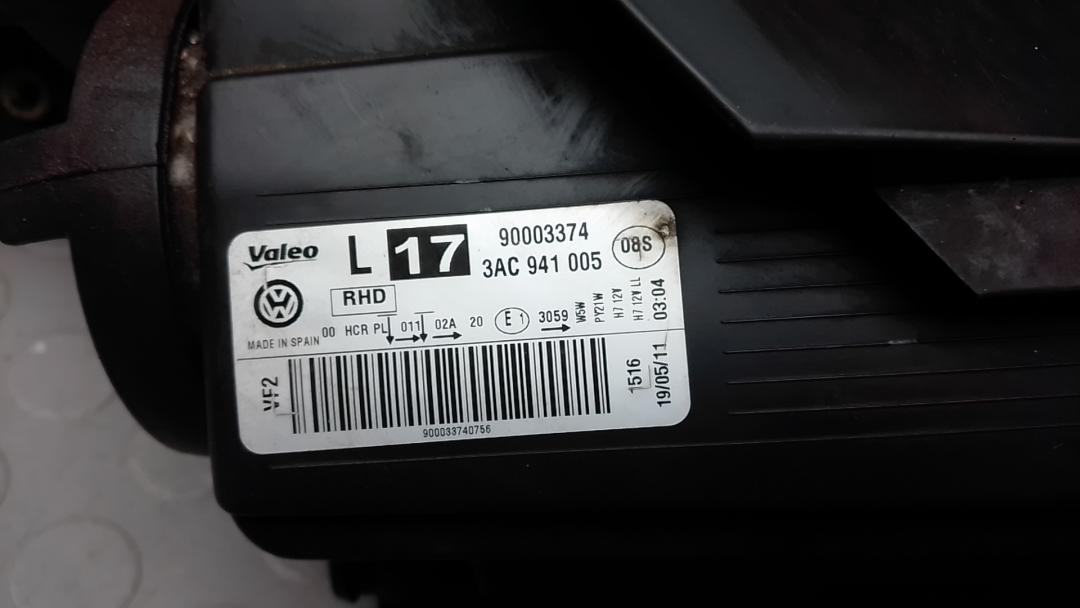 Valeo L 17 90003374 08S
3AC 941 005
RHD
00 HCR PL 011 02A 20 E1 3059
MADE IN SPAIN
W5W
PY21W
H7 12V
H7 12V LL
03:04
VF2
1516
19/05/11
900033740756